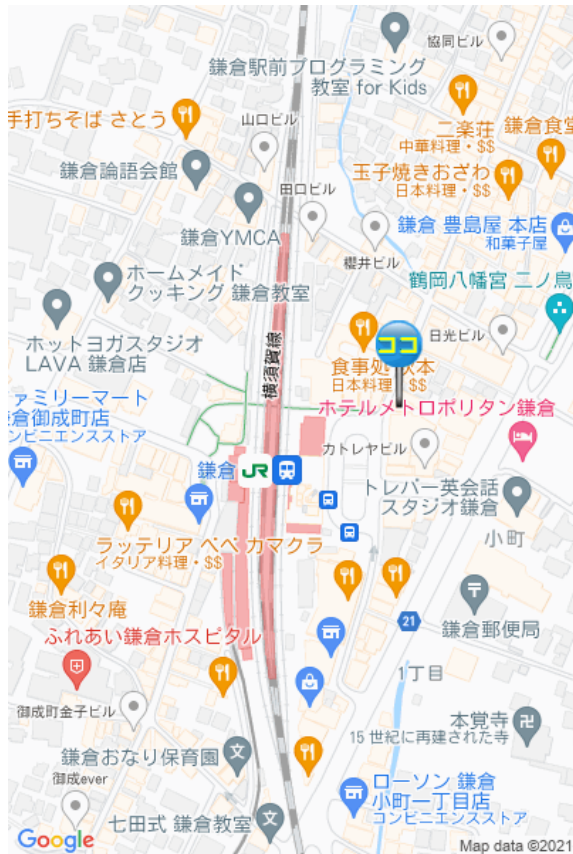 協同ビル
鎌倉駅前プログラミング
教室 for Kids
二楽荘
中華料理・$$
鎌倉食堂
手打ちそば さとう
山口ビル
玉子焼きおざわ
日本料理・$$
鎌倉論語会館
田口ビル
鎌倉 豊島屋 本店
和菓子屋
鎌倉YMCA
櫻井ビル
ホームメイド
クッキング 鎌倉教室
鶴岡八幡宮 二ノ鳥
ホットヨガスタジオ
LAVA 鎌倉店
横須賀線
ココ
日光ビル
食事処 秋本
日本料理・$$
ァミリーマート
鎌倉御成町店
コンビニエンスストア
ホテルメトロポリタン鎌倉
カトレヤビル
鎌倉
JR
トレバー英会話
スタジオ鎌倉
小町
ラッテリア ベベ カマクラ
イタリア料理・$$
鎌倉利々庵
21
鎌倉郵便局
ふれあい鎌倉ホスピタル
1丁目
御成町金子ビル
本覚寺
15 世紀に再建された寺
鎌倉おなり保育園
御成ever
ローソン 鎌倉
小町一丁目店
コンビニエンスストア
七田式 鎌倉教室
Google
Map data ©2021